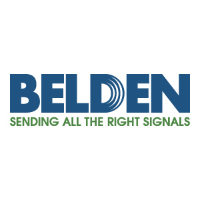 BELDEN
SENDING ALL THE RIGHT SIGNALS